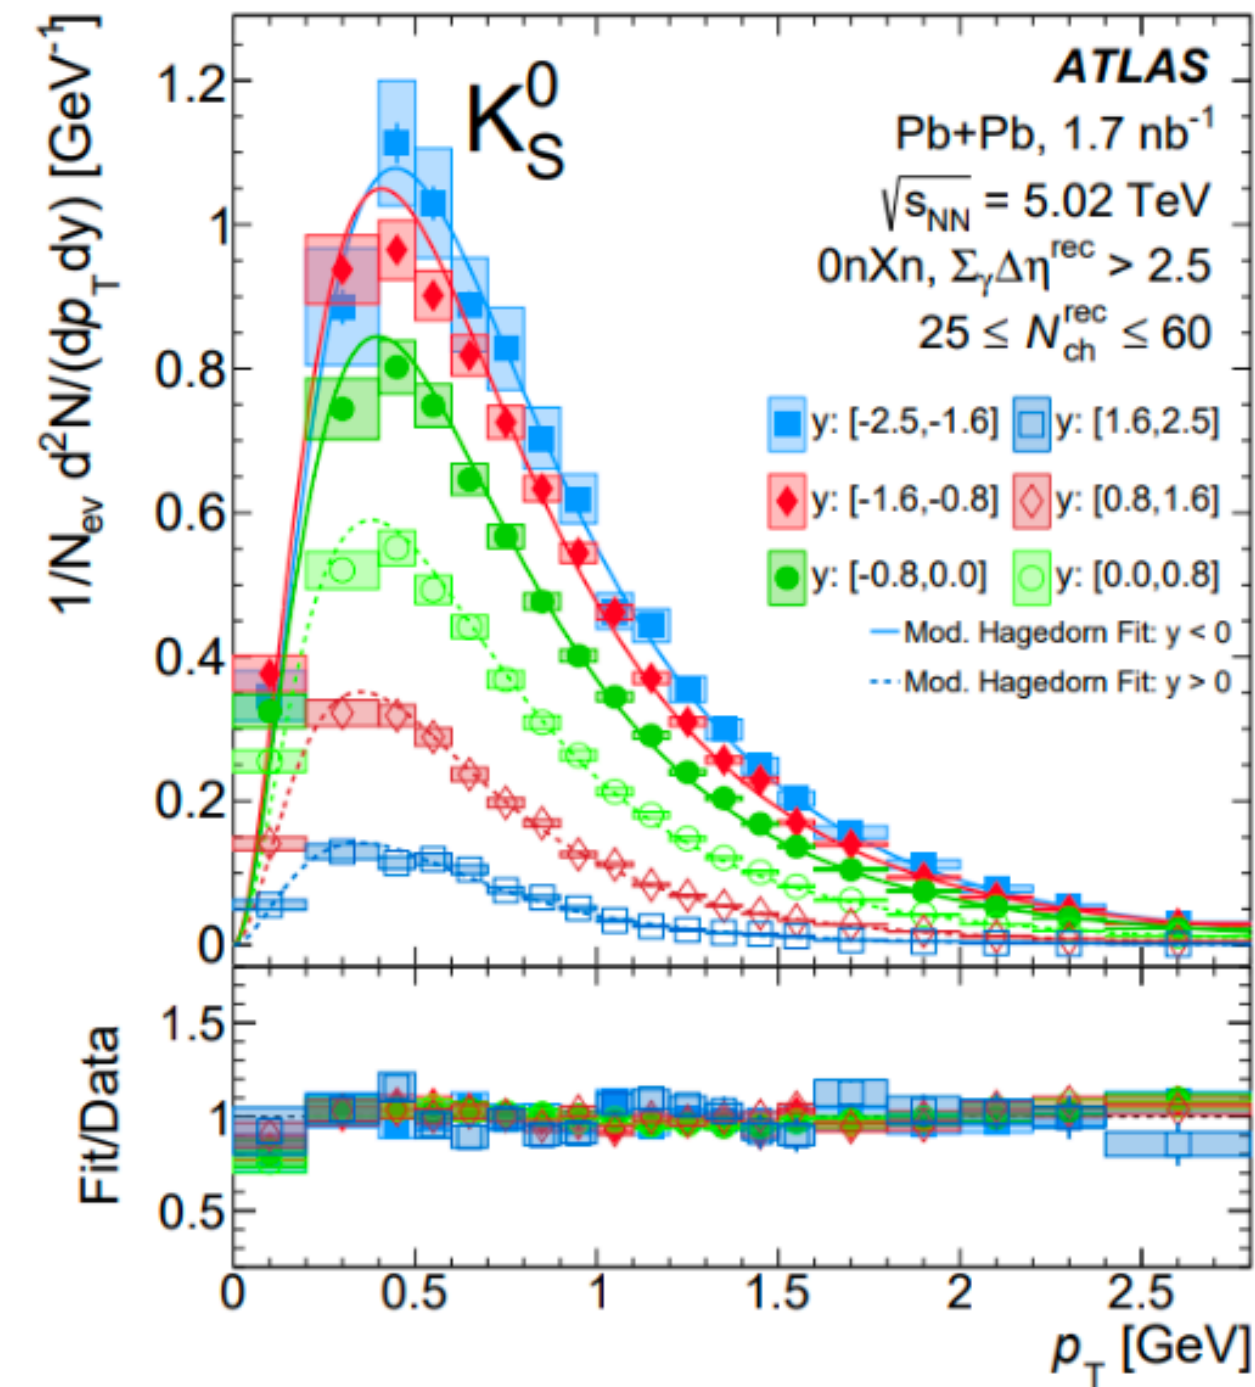 1/N_ev d²N/(dp_T dy) [GeV⁻¹]
1.2
1
0.8
0.6
0.4
0.2
0
K⁰_S
ATLAS
Pb+Pb, 1.7 nb⁻¹
√s_NN = 5.02 TeV
0nXn, Σ_γΔη^rec > 2.5
25 ≤ N_ch^rec ≤ 60
y: [-2.5,-1.6] y: [1.6,2.5]
y: [-1.6,-0.8] y: [0.8,1.6]
y: [-0.8,0.0] y: [0.0,0.8]
Mod. Hagedorn Fit: y < 0
Mod. Hagedorn Fit: y > 0
Fit/Data
1.5
1
0.5
0 0.5 1 1.5 2 2.5
p_T [GeV]